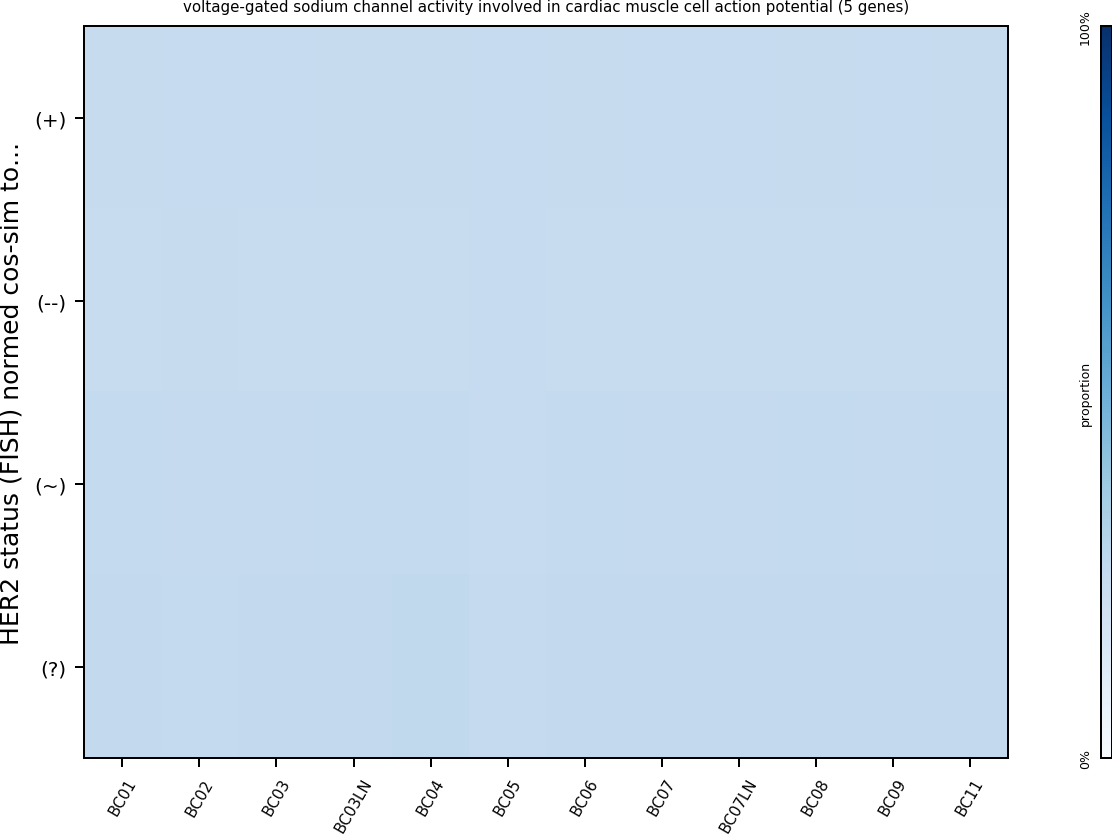 voltage-gated sodium channel activity involved in cardiac muscle cell action potential (5 genes)
HER2 status (FISH) normed cos-sim to...
(+)
(--)
(~)
(?)
BC01
BC02
BC03
BC03LN
BC04
BC05
BC06
BC07
BC07LN
BC08
BC09
BC11
100%
proportion
0%